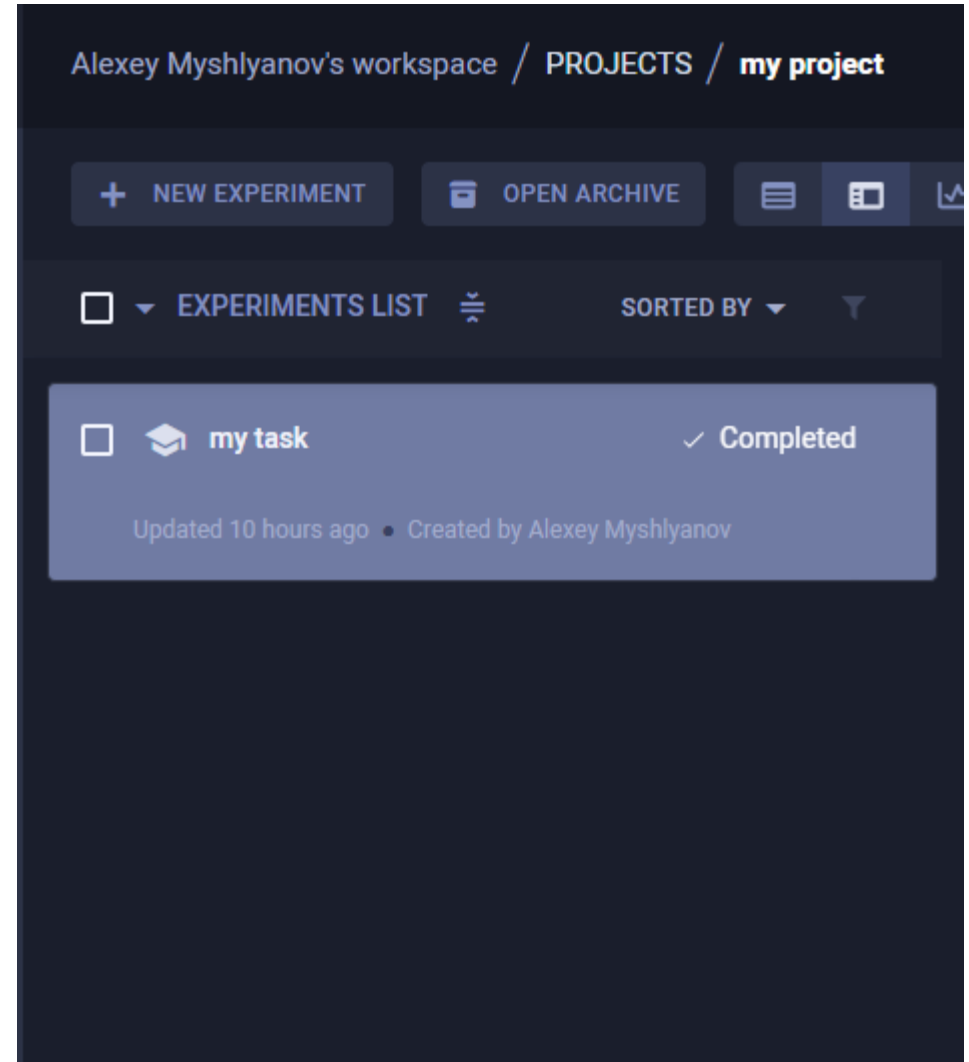 Alexey Myshlyanov's workspace / PROJECTS / my project
NEW EXPERIMENT OPEN ARCHIVE
EXPERIMENTS LIST SORTED BY
my task Completed
Updated 10 hours ago • Created by Alexey Myshlyanov